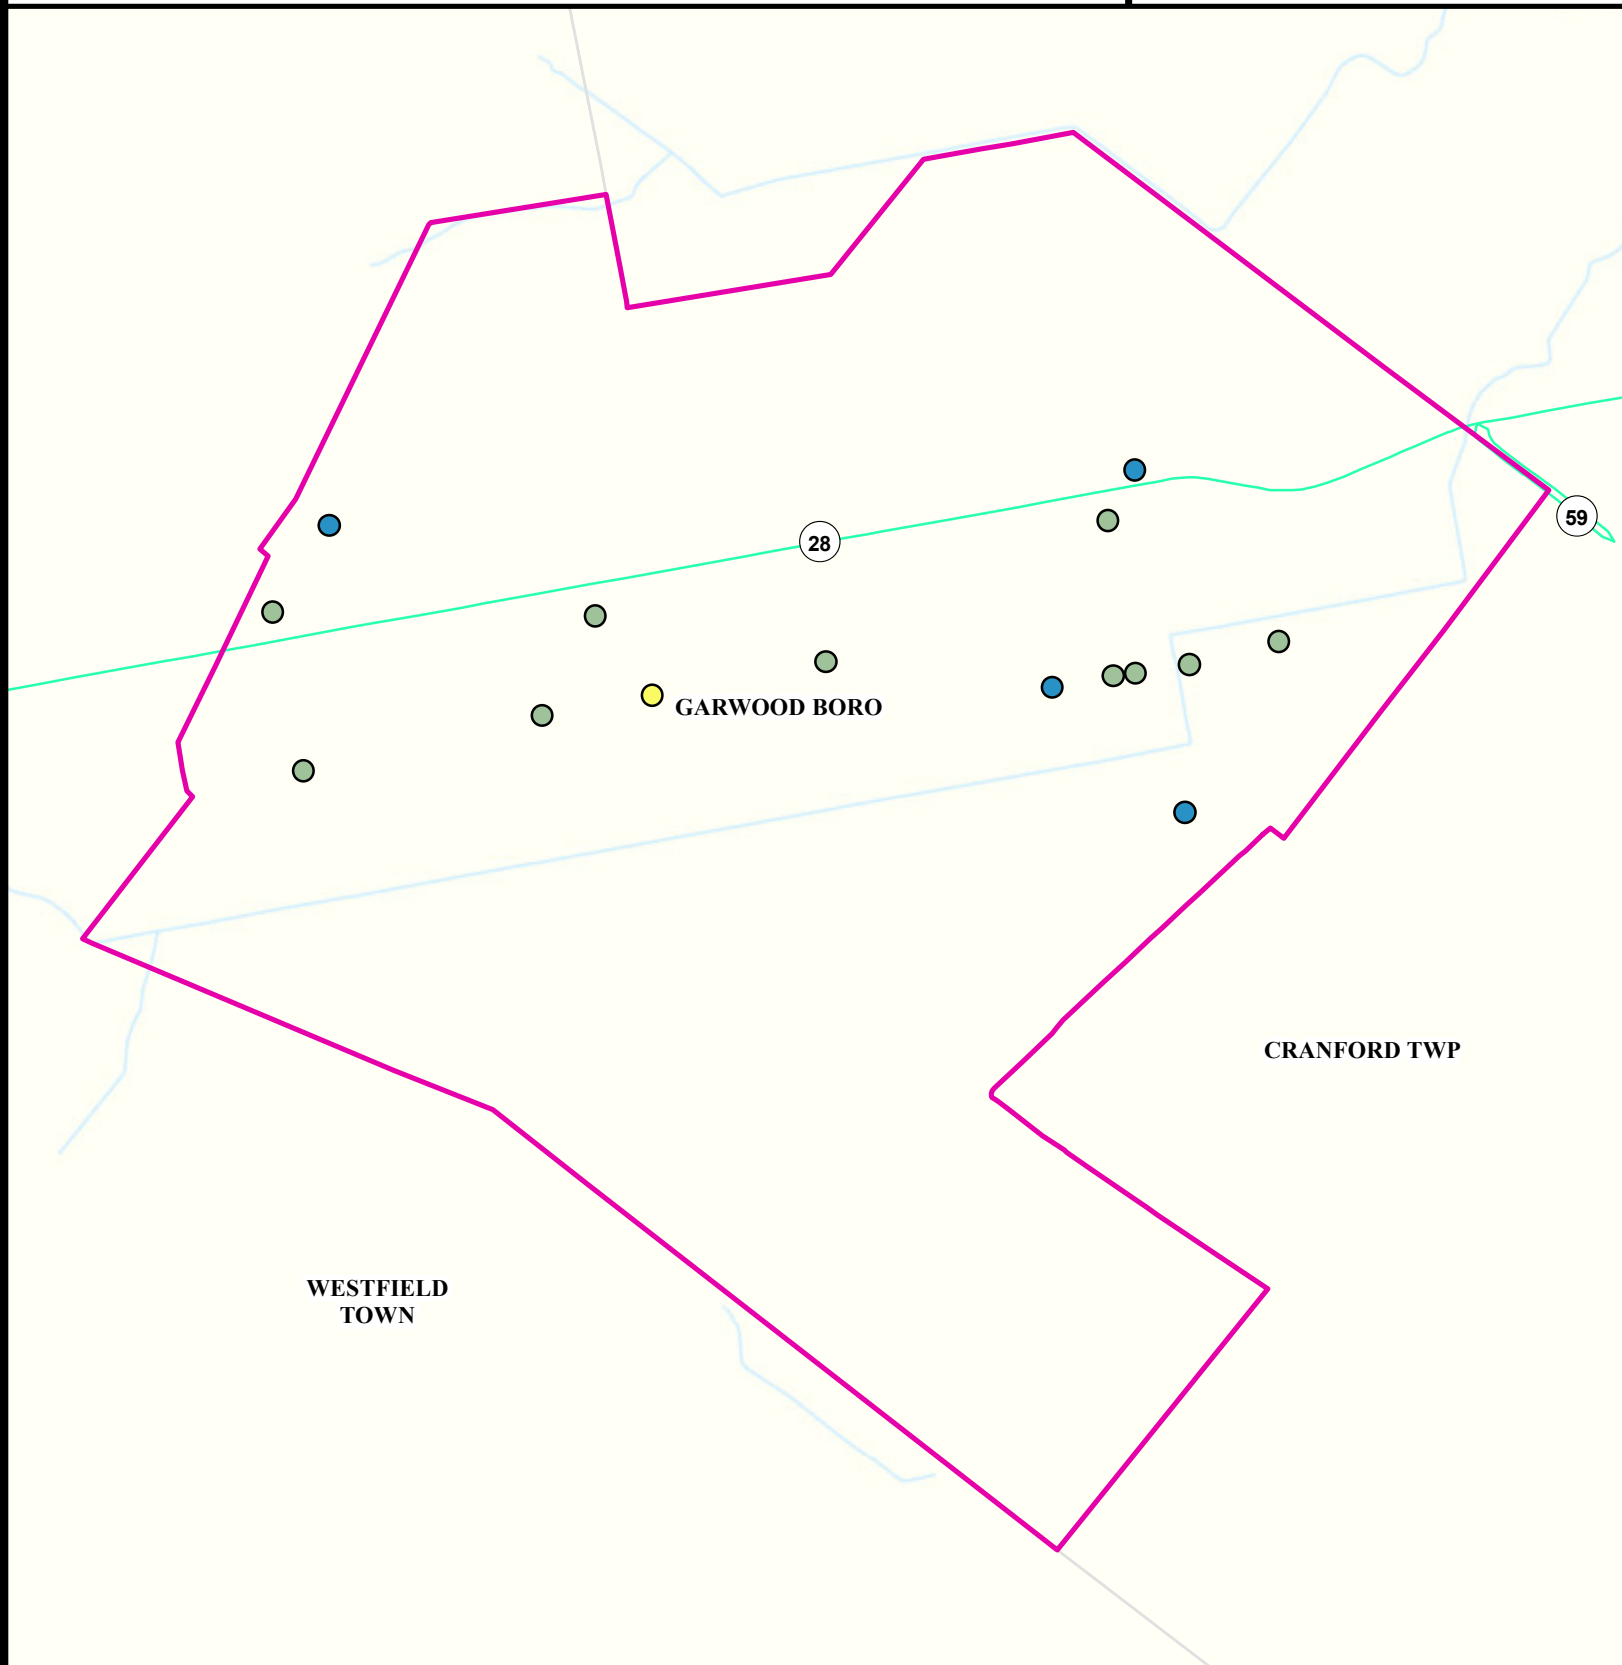 59
28
GARWOOD BORO
CRANFORD TWP
WESTFIELD
TOWN